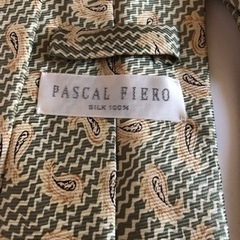 PASCAL FIERO
SILK 100%